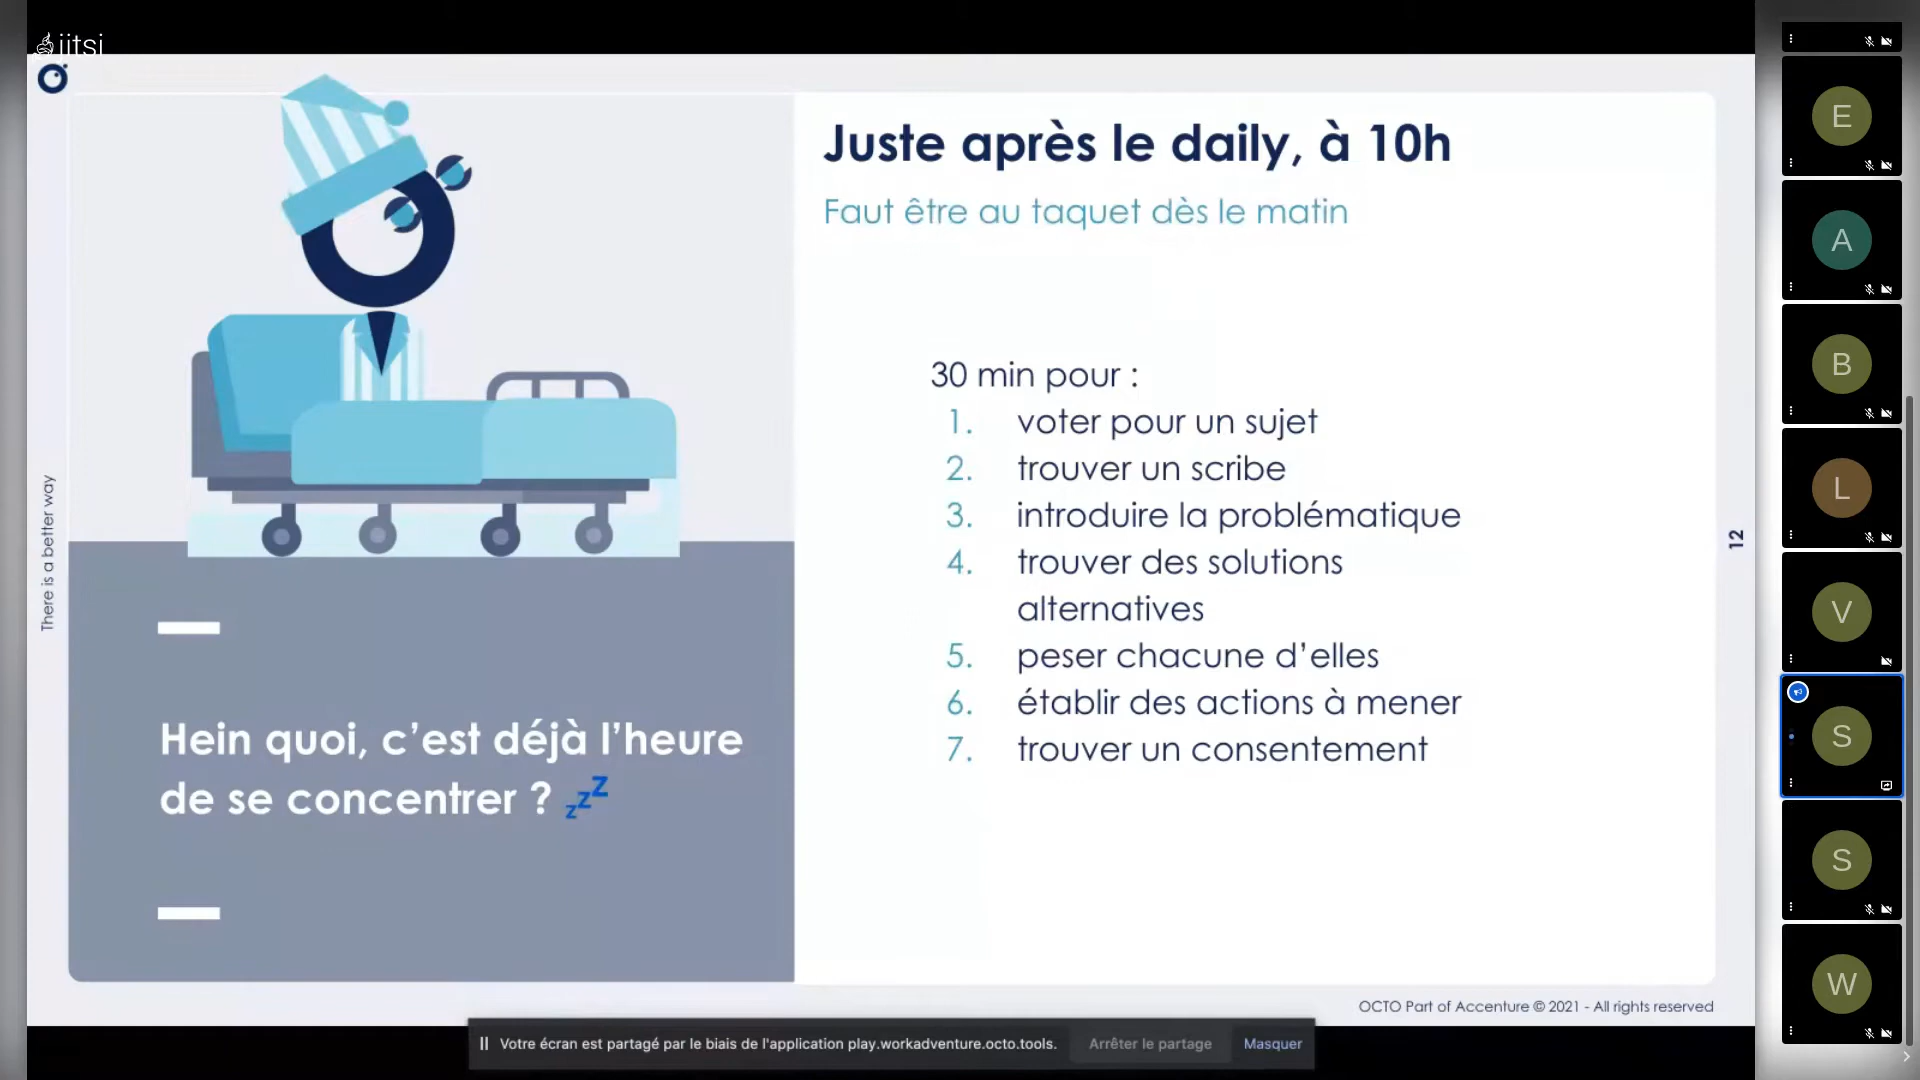 jitsi
Juste après le daily, à 10h
Faut être au taquet dès le matin
30 min pour :
1. voter pour un sujet
2. trouver un scribe
3. introduire la problématique
4. trouver des solutions
alternatives
5. peser chacune d’elles
6. établir des actions à mener
7. trouver un consentement
There is a better way
Hein quoi, c’est déjà l’heure
de se concentrer ? zzZ
12
OCTO Part of Accenture © 2021 - All rights reserved
Votre écran est partagé par le biais de l'application play.workadventure.octo.tools.
Arrêter le partage
Masquer
E
A
B
L
V
S
S
W